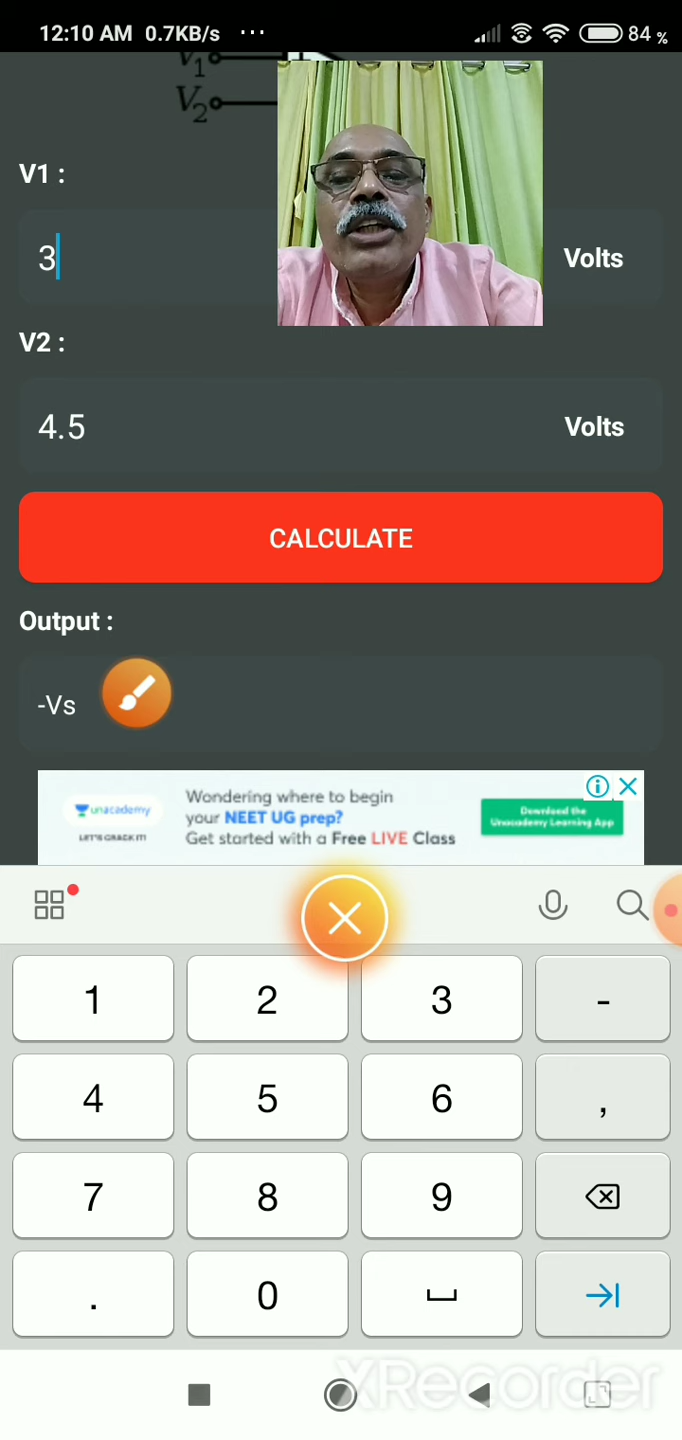 12:10 AM 0.7KB/s ... 84 %
V1
V2
V1 :
3 Volts
V2 :
4.5 Volts
CALCULATE
Output :
-Vs
unacademy
LET'S CRACK IT!
Wondering where to begin
your NEET UG prep?
Get started with a Free LIVE Class
Download the
Unacademy Learning App
1 2 3 -
4 5 6 ,
7 8 9
. 0
XRecorder